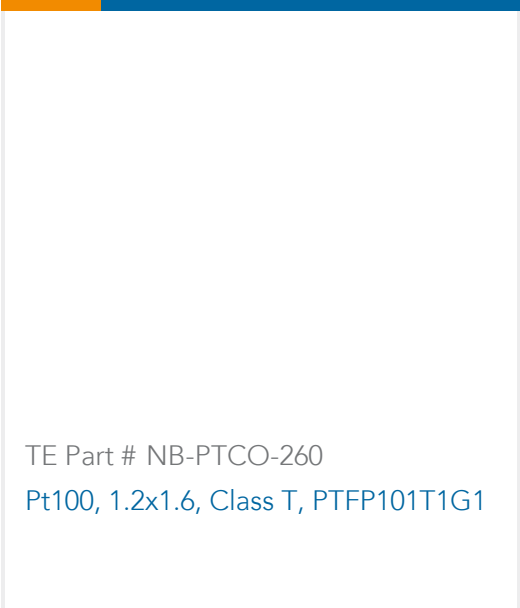 TE Part # NB-PTCO-260
Pt100, 1.2x1.6, Class T, PTFP101T1G1